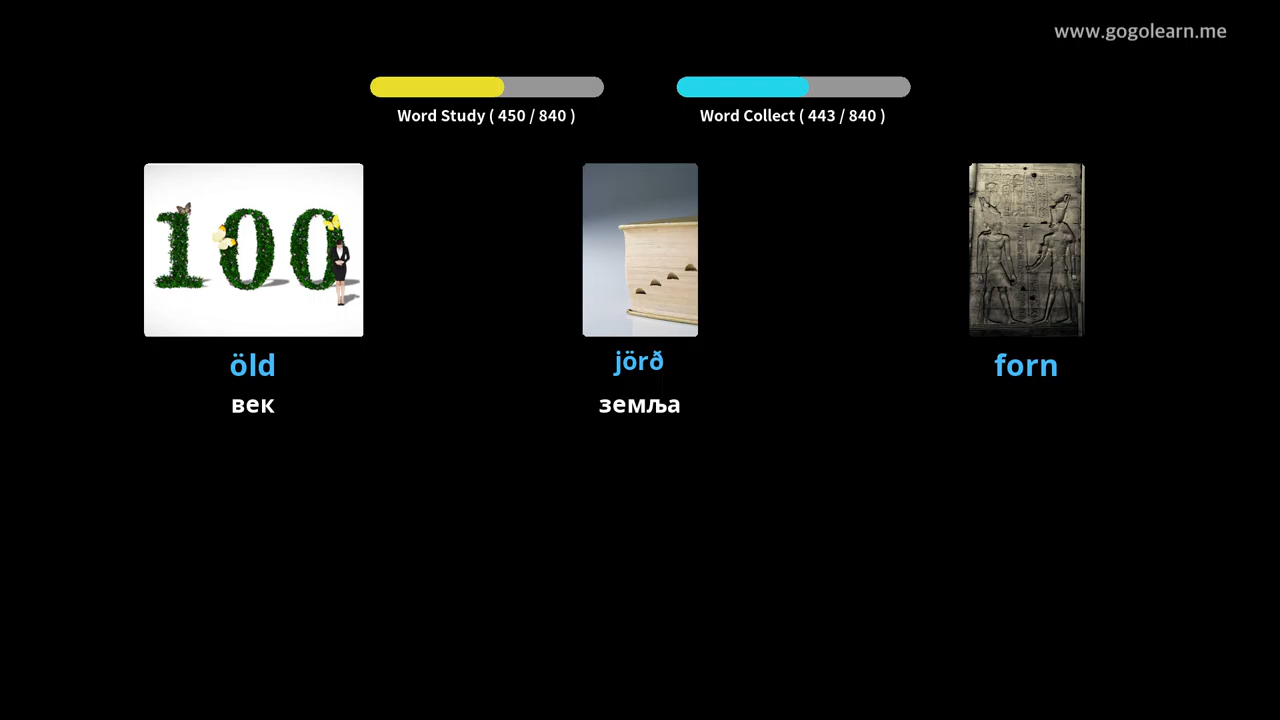 www.gogolearn.me
Word Study ( 450 / 840 )
Word Collect ( 443 / 840 )
öld
jörð
forn
век
земља